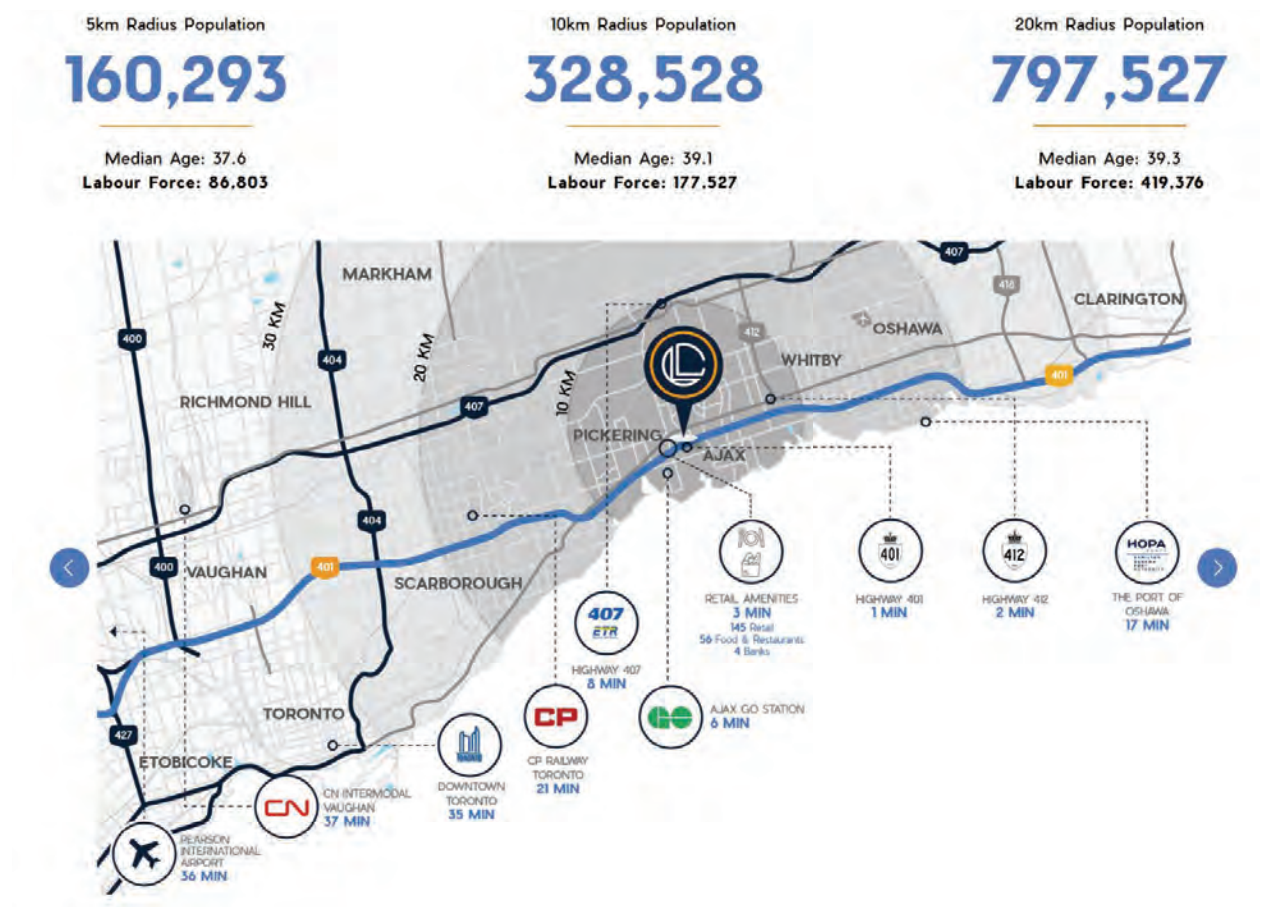 5km Radius Population
160,293
Median Age: 37.6
Labour Force: 86,803
10km Radius Population
328,528
Median Age: 39.1
Labour Force: 177,527
20km Radius Population
797,527
Median Age: 39.3
Labour Force: 419,376
MARKHAM
407
418
CLARINGTON
30 KM
400
404
20 KM
412
OSHAWA
WHITBY
10 KM
401
RICHMOND HILL
407
PICKERING
AJAX
404
400
VAUGHAN
401
SCARBOROUGH
TORONTO
427
ETOBICOKE
407
ETR
HIGHWAY 407
8 MIN
RETAIL AMENITIES
3 MIN
145 Retail
56 Food & Restaurants
4 Banks
401
HIGHWAY 401
1 MIN
412
HIGHWAY 412
2 MIN
HOPA
THE PORT OF
OSHAWA
17 MIN
CP
CP RAILWAY
TORONTO
21 MIN
GO
AJAX GO STATION
6 MIN
DOWNTOWN
TORONTO
35 MIN
CN
CN INTERMODAL
VAUGHAN
37 MIN
PEARSON
INTERNATIONAL
AIRPORT
36 MIN